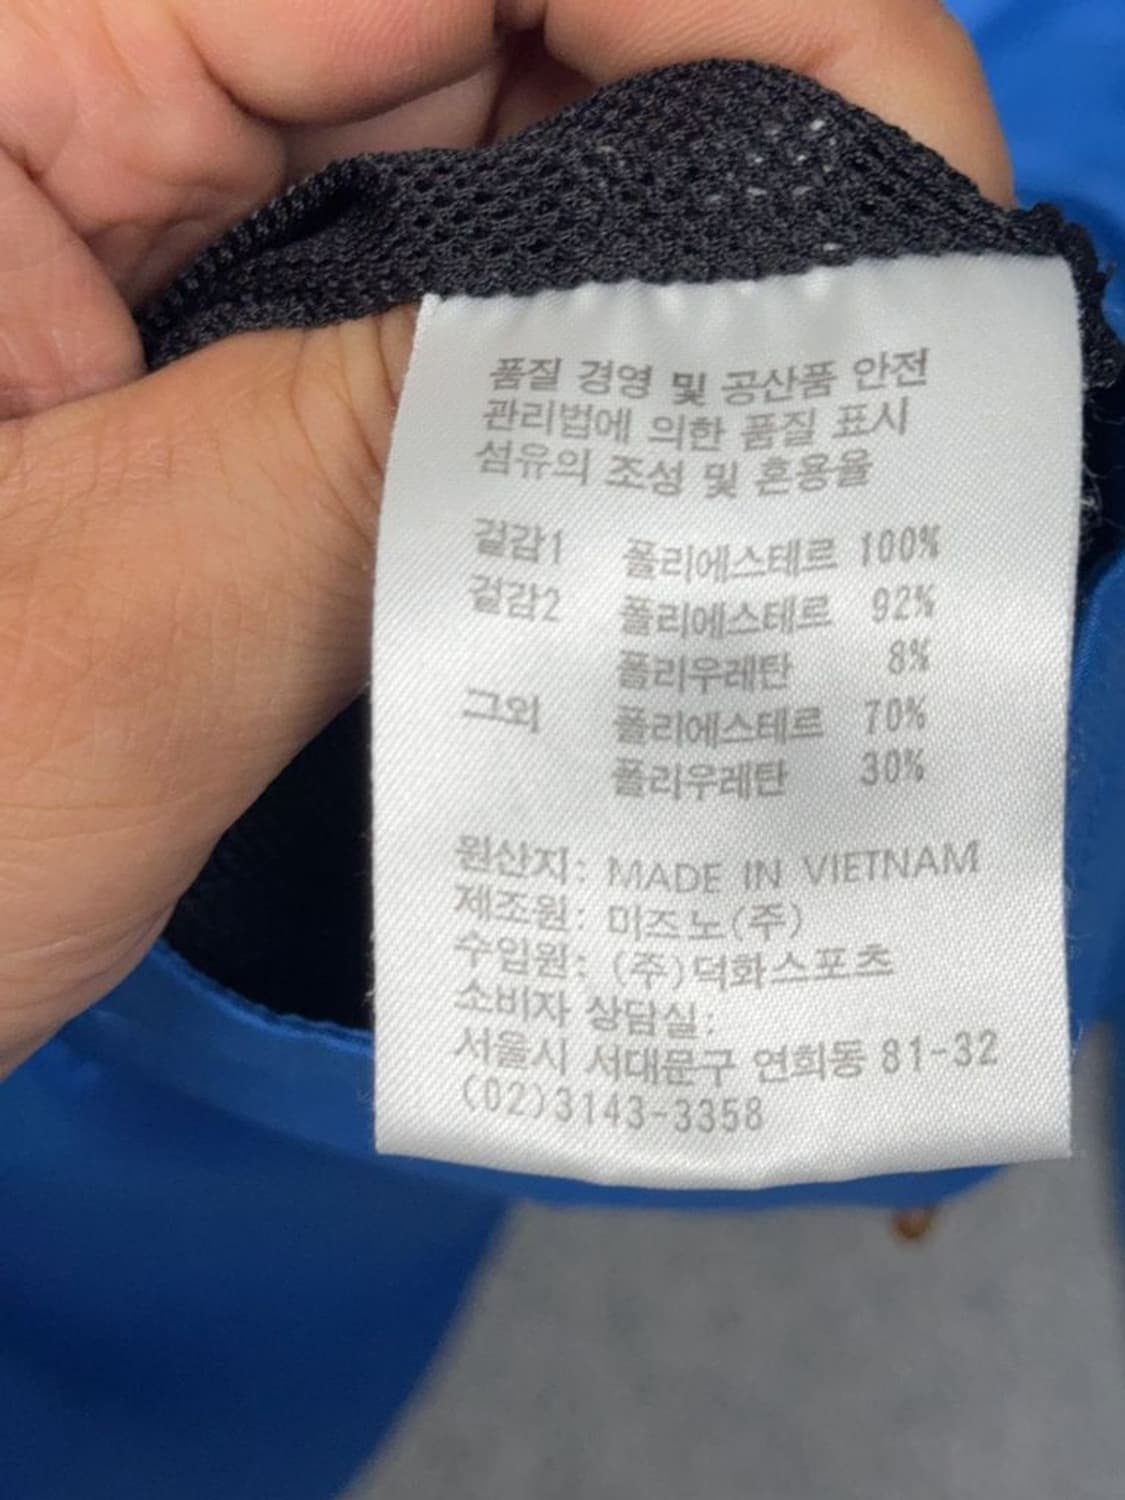 품질 경영 및 공산품 안전
관리법에 의한 품질 표시
섬유의 조성 및 혼용율
겉감1 폴리에스테르 100%
겉감2 폴리에스테르 92%
폴리우레탄 8%
그외 폴리에스테르 70%
폴리우레탄 30%
원산지: MADE IN VIETNAM
제조원: 미즈노(주)
수입원: (주)덕화스포츠
소비자 상담실:
서울시 서대문구 연희동 81-32
(02)3143-3358